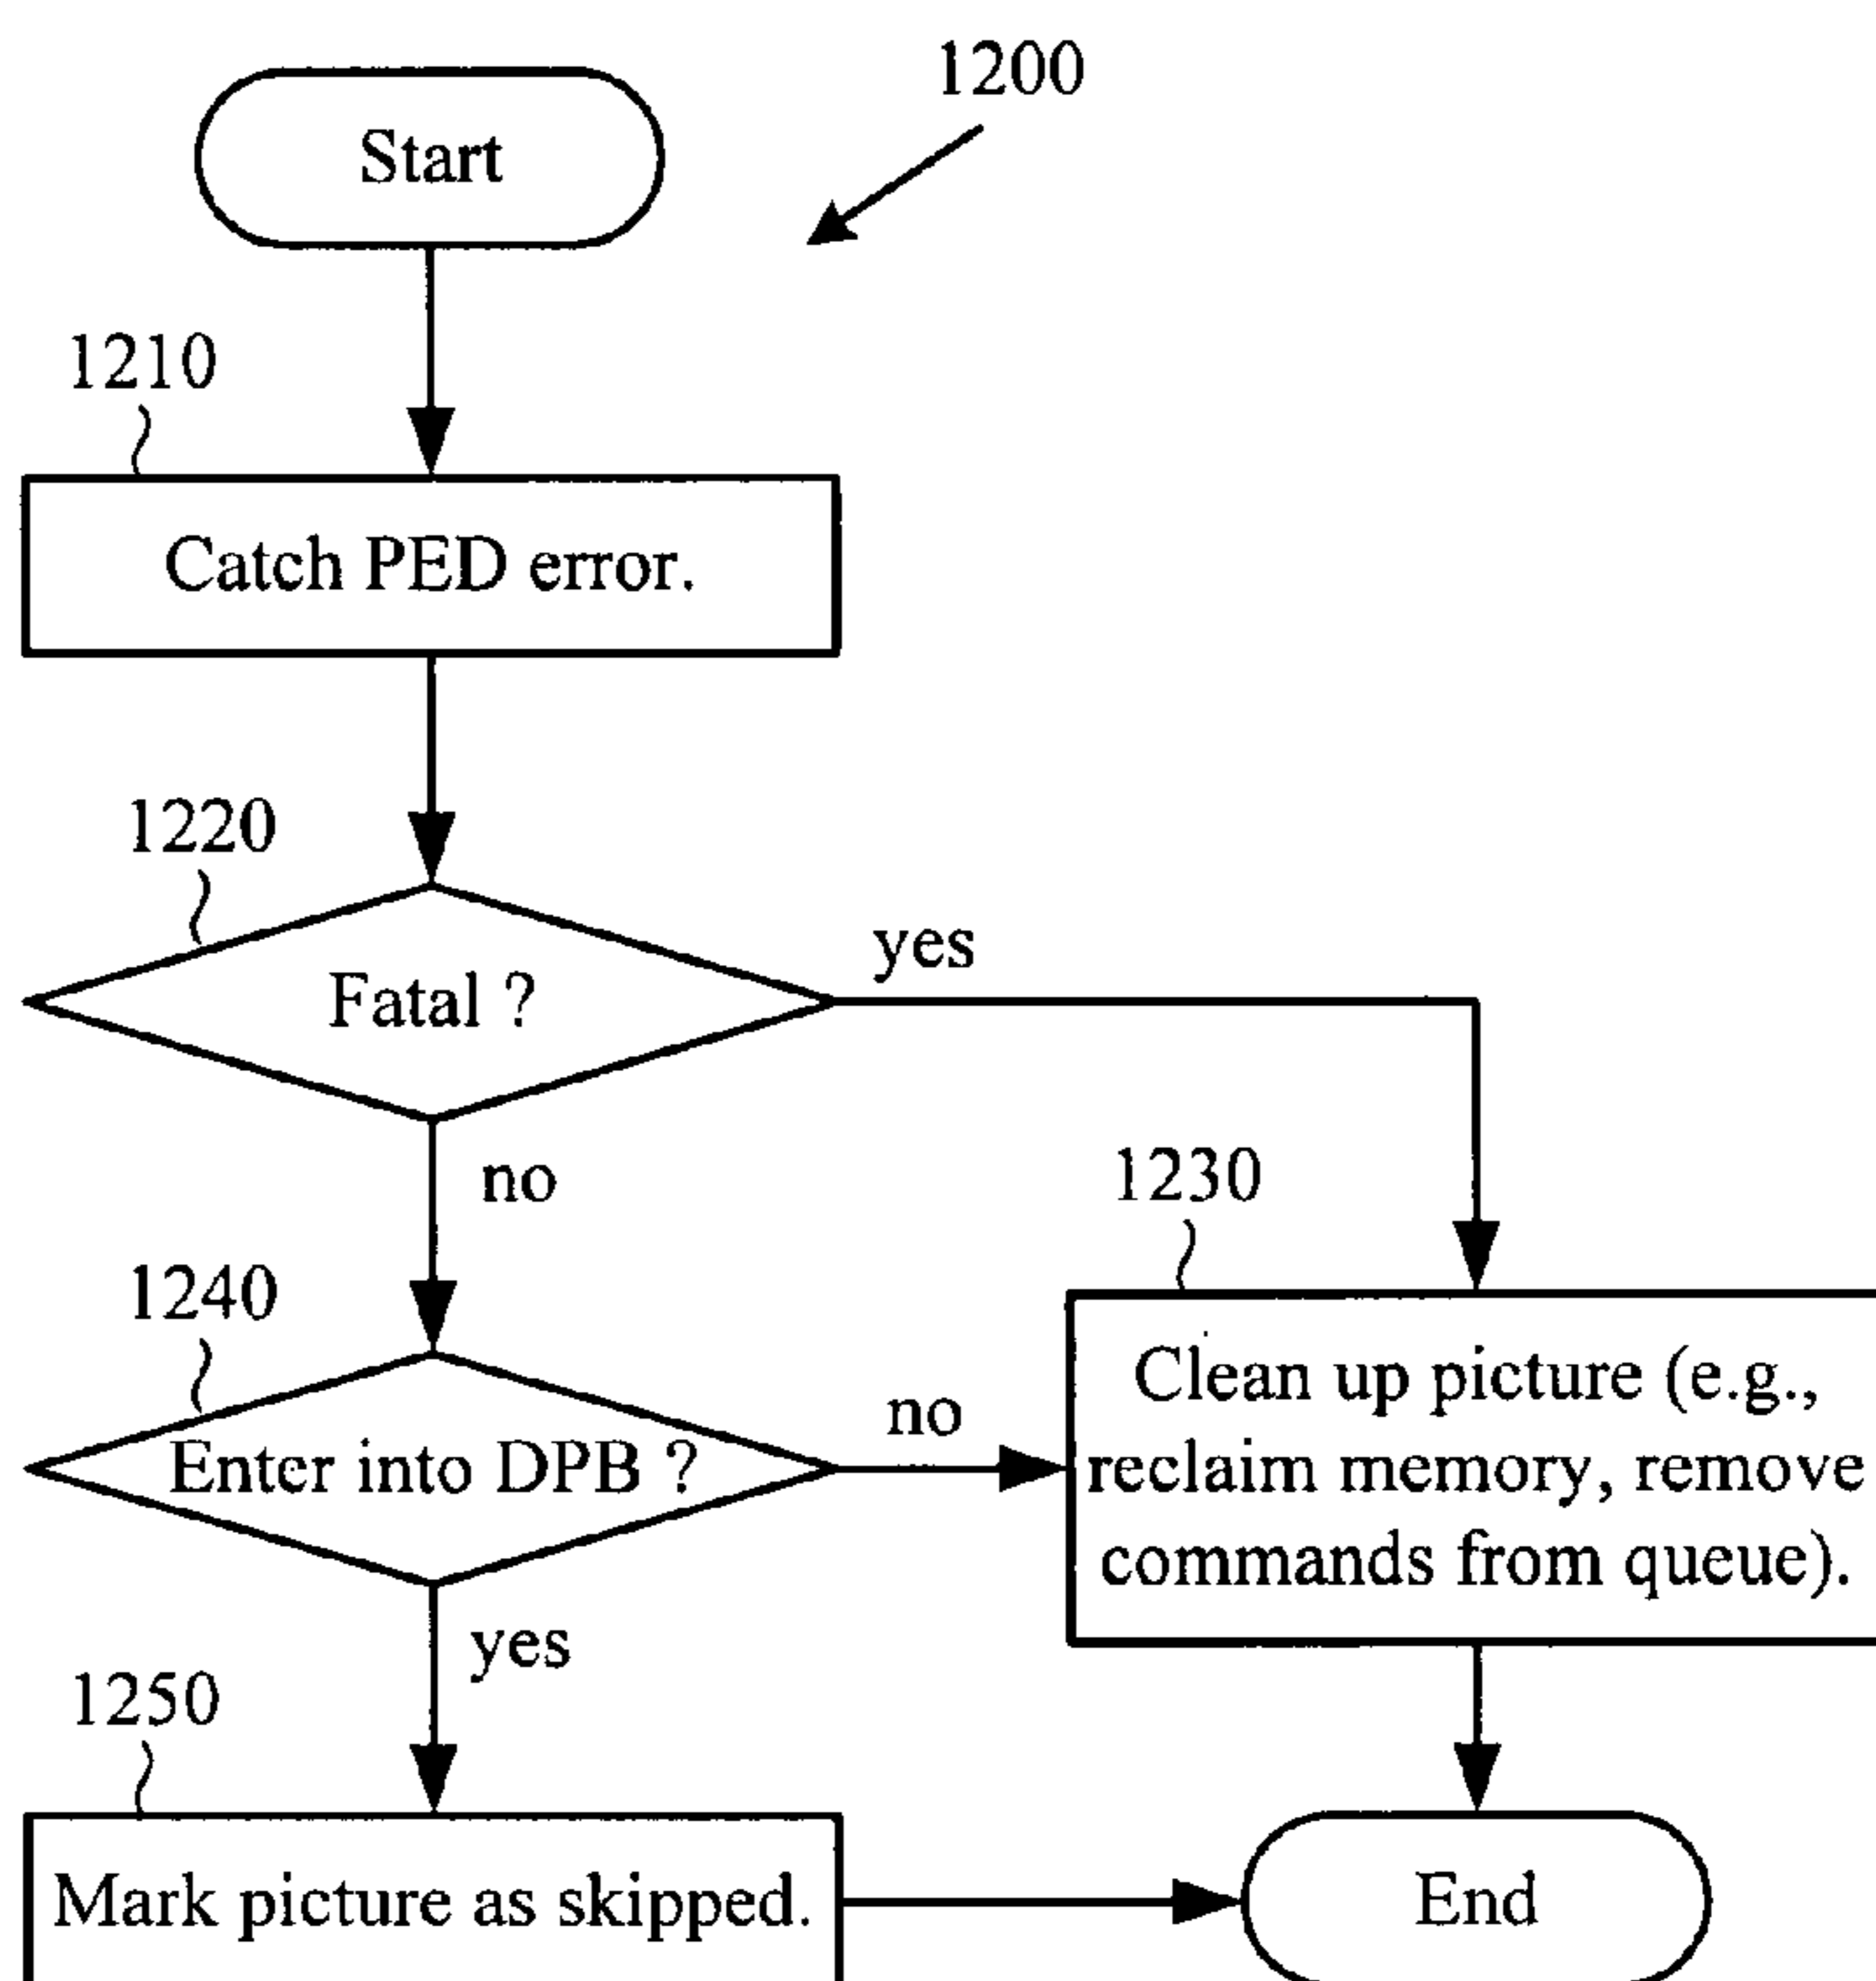 1200
Start
1210
Catch PED error.
1220
Fatal ?
yes
no
1230
1240
Enter into DPB ?
no
Clean up picture (e.g.,
reclaim memory, remove
commands from queue).
yes
1250
Mark picture as skipped.
End